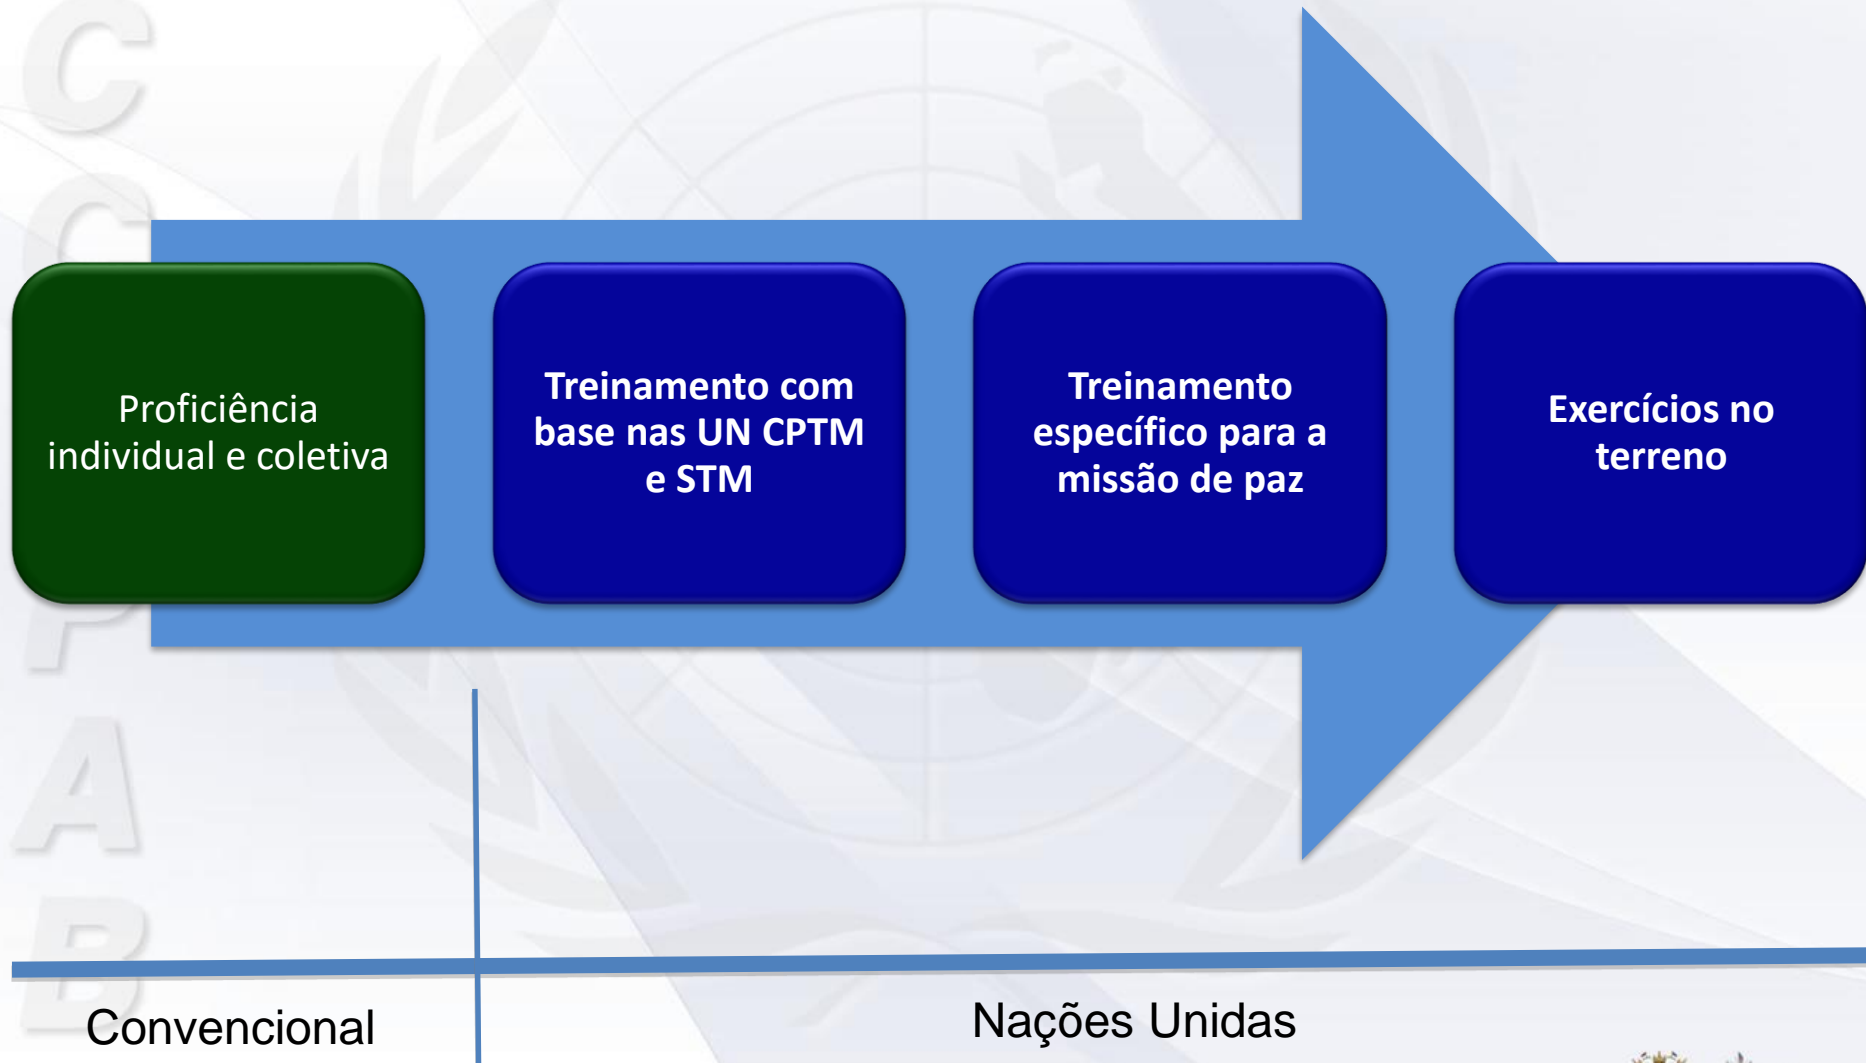 C
C
P
A
B
Proficiência
individual e coletiva
Treinamento com
base nas UN CPTM
e STM
Treinamento
específico para a
missão de paz
Exercícios no
terreno
Convencional
Nações Unidas